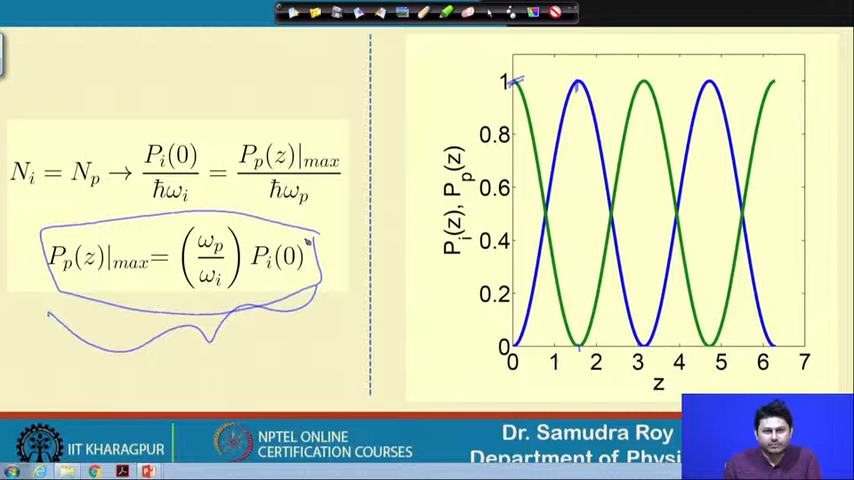 N_i = N_p → P_i(0)/ħω_i = P_p(z)|_max/ħω_p
P_p(z)|_max = (ω_p/ω_i) P_i(0)
P_i(z), P_p(z)
1
0.8
0.6
0.4
0.2
0
0 1 2 3 4 5 6 7
z
IIT KHARAGPUR
NPTEL ONLINE
CERTIFICATION COURSES
Dr. Samudra Roy
Department of Physi